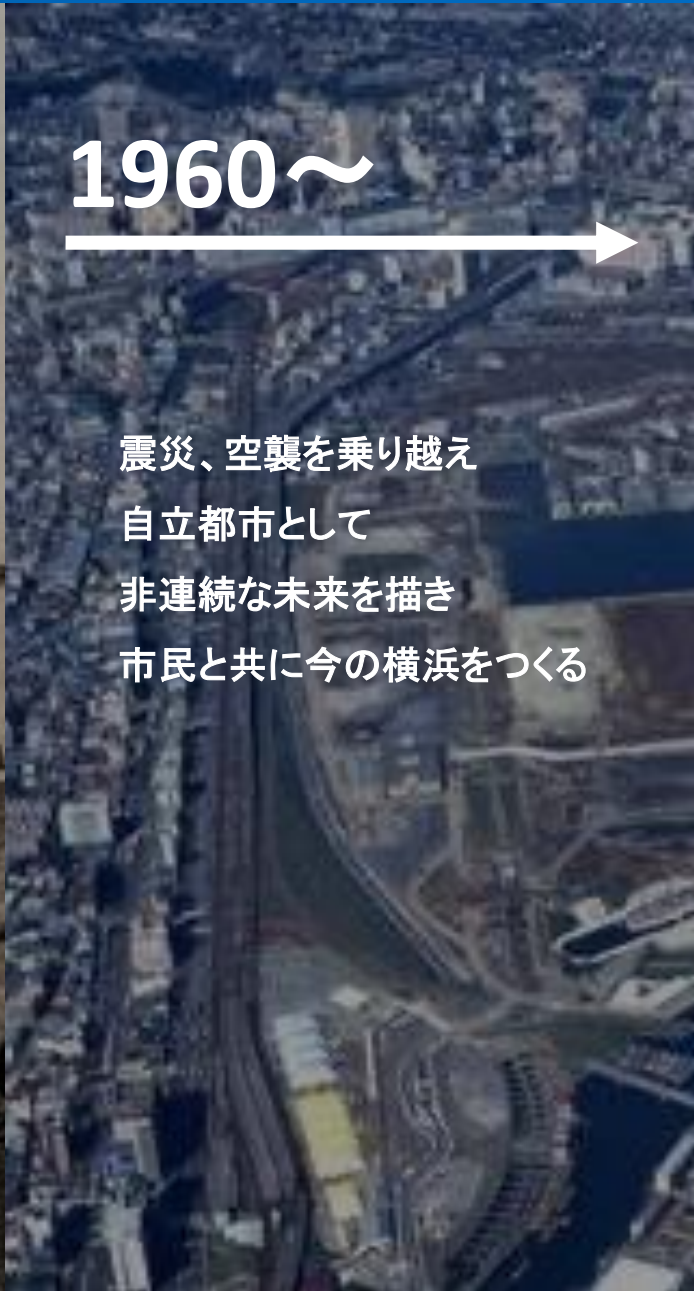 1960～
震災、空襲を乗り越え
自立都市として
非連続な未来を描き
市民と共に今の横浜をつくる